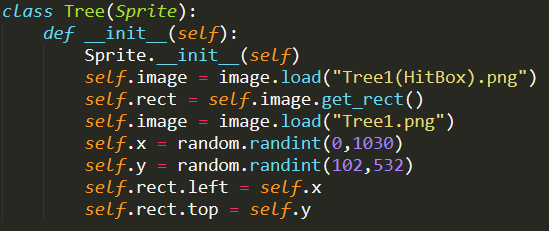 class Tree(Sprite):
    def __init__(self):
        Sprite.__init__(self)
        self.image = image.load("Tree1(HitBox).png")
        self.rect = self.image.get_rect()
        self.image = image.load("Tree1.png")
        self.x = random.randint(0,1030)
        self.y = random.randint(102,532)
        self.rect.left = self.x
        self.rect.top = self.y